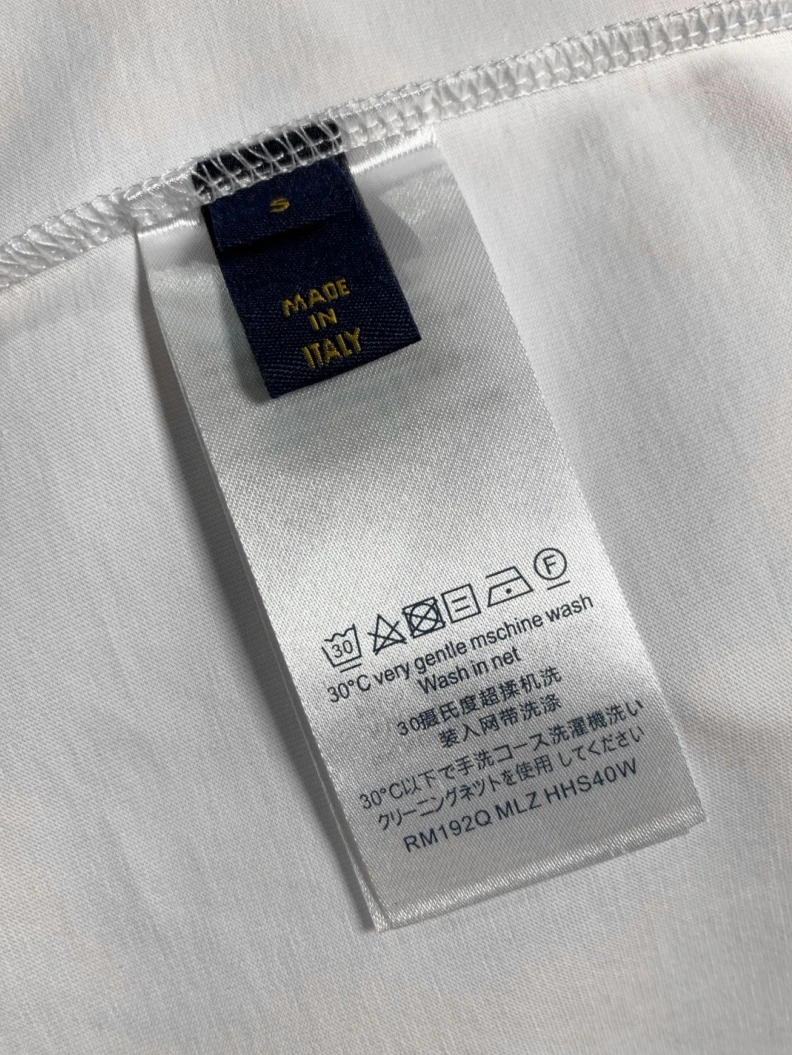 S
MADE
IN
ITALY
30 F
30°C very gentle mschine wash
Wash in net
30摄氏度超揉机洗
装入网带洗涤
30°C以下で手洗コース洗濯機洗い
クリーニングネツトを使用 してください
RM192Q MLZ HHS40W